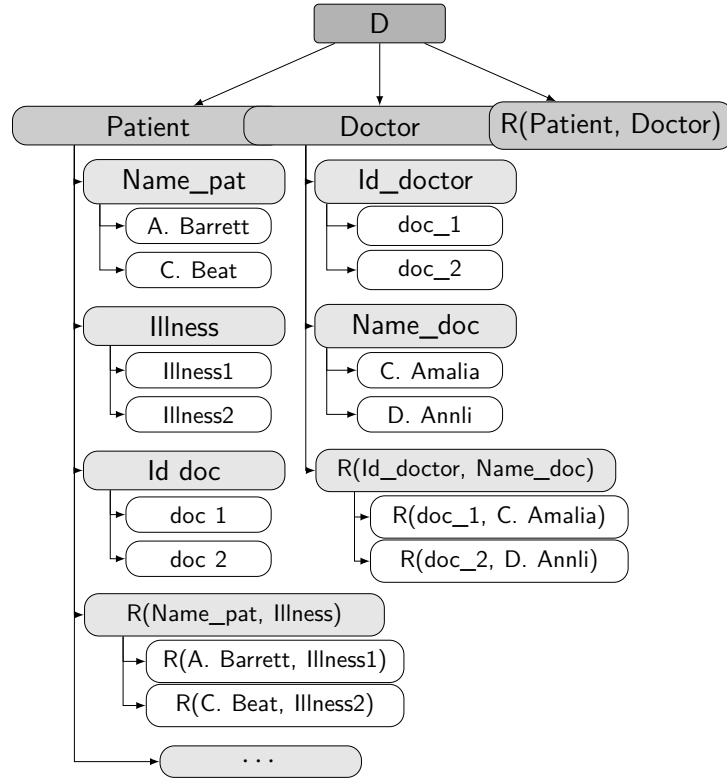 D
Patient
Doctor
R(Patient, Doctor)
Name_pat
A. Barrett
C. Beat
Illness
Illness1
Illness2
Id doc
doc 1
doc 2
R(Name_pat, Illness)
R(A. Barrett, Illness1)
R(C. Beat, Illness2)
· · ·
Id_doctor
doc_1
doc_2
Name_doc
C. Amalia
D. Annli
R(Id_doctor, Name_doc)
R(doc_1, C. Amalia)
R(doc_2, D. Annli)